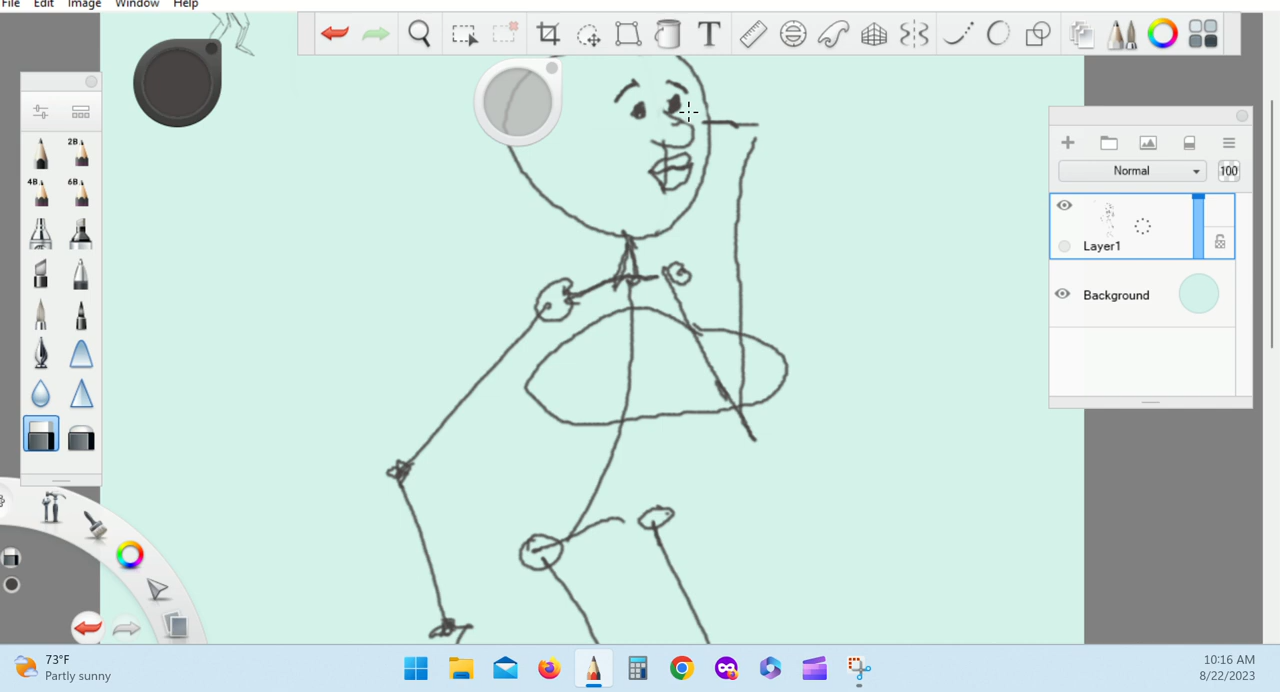 File Edit Image Window Help
2B
4B 6B
T
Normal 100
Layer1
Background
73°F
Partly sunny
10:16 AM
8/22/2023